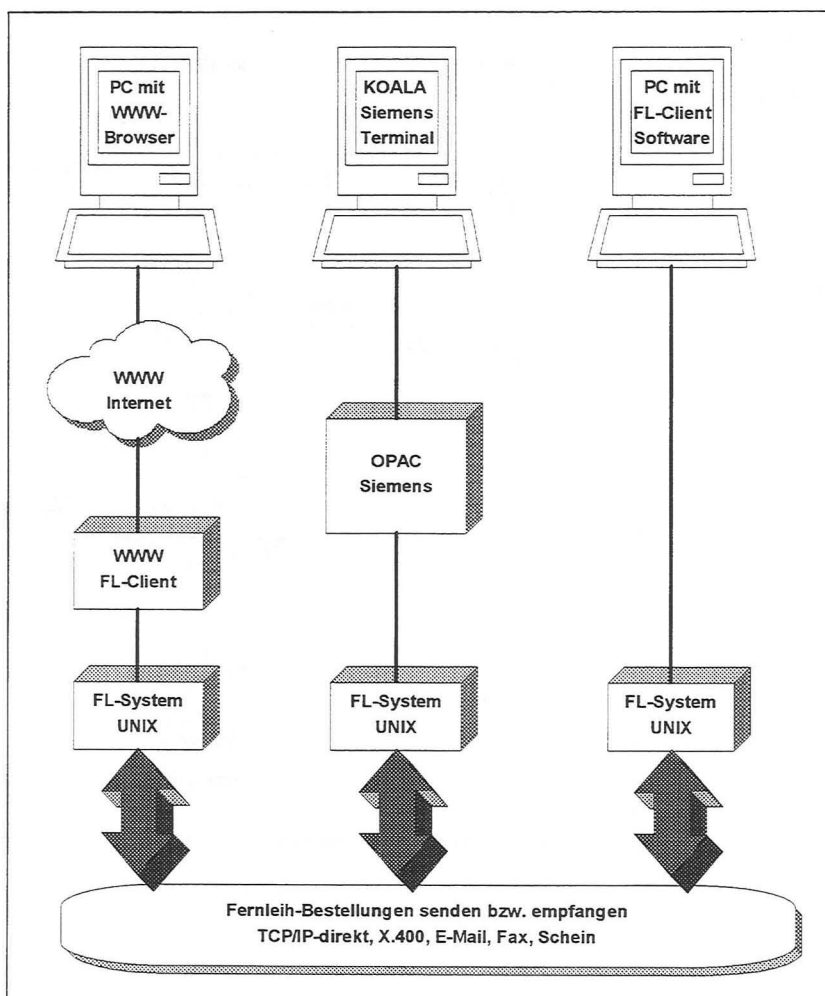 PC mit
WWW-
Browser
KOALA
Siemens
Terminal
PC mit
FL-Client
Software
WWW
Internet
OPAC
Siemens
WWW
FL-Client
FL-System
UNIX
FL-System
UNIX
FL-System
UNIX
Fernleih-Bestellungen senden bzw. empfangen
TCP/IP-direkt, X.400, E-Mail, Fax, Schein